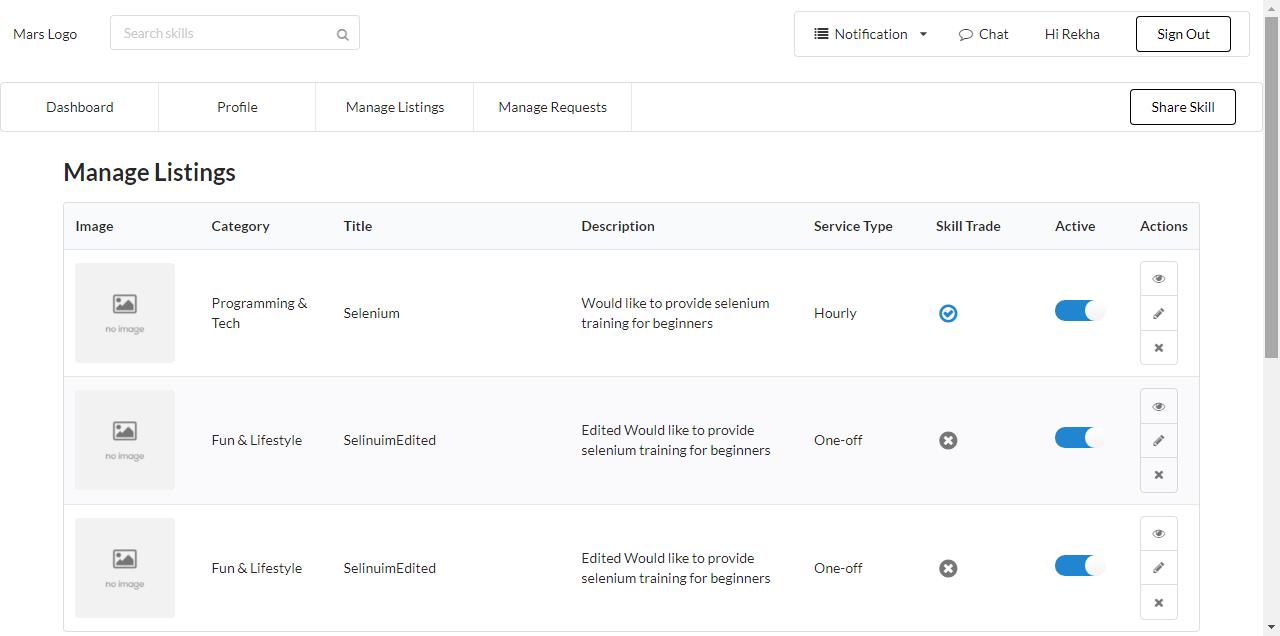 Mars Logo
Search skills
Notification
Chat
Hi Rekha
Sign Out
Dashboard
Profile
Manage Listings
Manage Requests
Share Skill
Manage Listings
Image
Category
Title
Description
Service Type
Skill Trade
Active
Actions
no image
Programming &
Tech
Selenium
Would like to provide selenium
training for beginners
Hourly
no image
Fun & Lifestyle
SelinuimEdited
Edited Would like to provide
selenium training for beginners
One-off
no image
Fun & Lifestyle
SelinuimEdited
Edited Would like to provide
selenium training for beginners
One-off